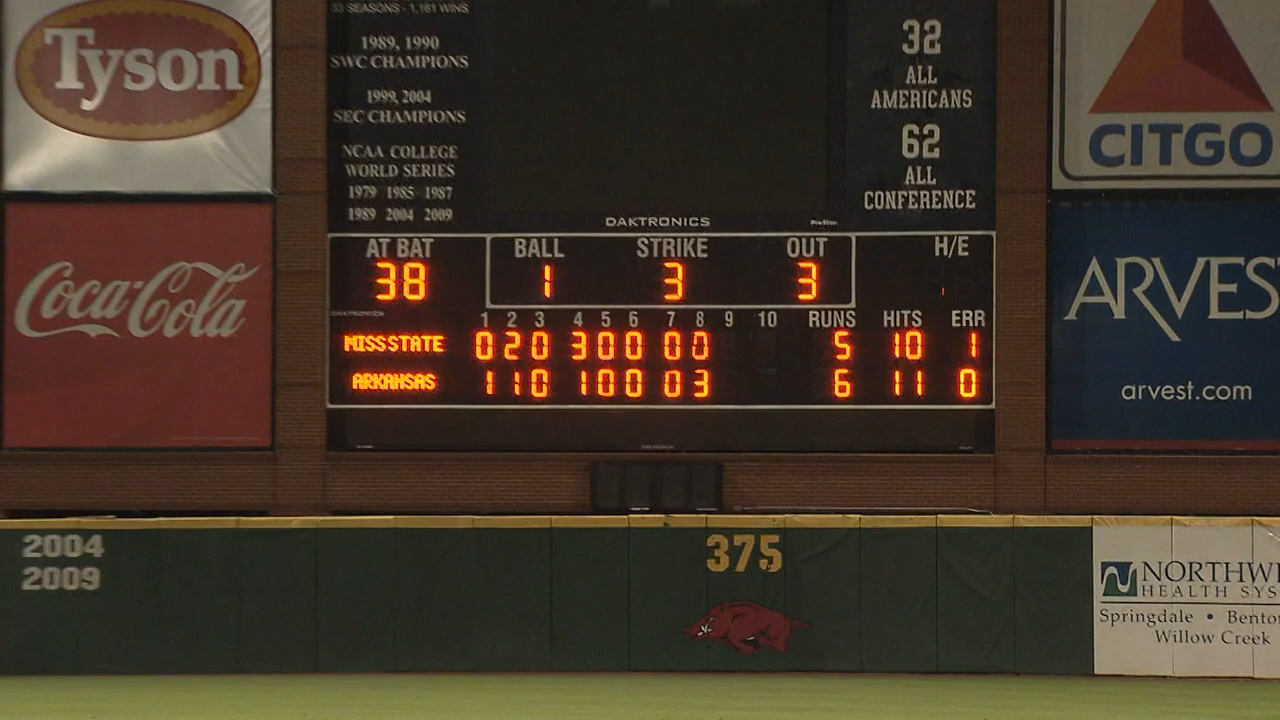 Tyson
Coca-Cola
33 SEASONS - 1,161 WINS
1989, 1990
SWC CHAMPIONS
1999, 2004
SEC CHAMPIONS
NCAA COLLEGE
WORLD SERIES
1979 1985 1987
1989 2004 2009
32
ALL
AMERICANS
62
ALL
CONFERENCE
DAKTRONICS
AT BAT BALL STRIKE OUT H/E
38 1 3 3
DAKTRONICS
1 2 3 4 5 6 7 8 9 10 RUNS HITS ERR
MISSSTATE 0 2 0 3 0 0 0 0 5 10 1
ARKANSAS 1 1 0 1 0 0 0 3 6 11 0
CITGO
ARVES
arvest.com
2004
2009
375
NORTHWE
HEALTH SYS
Springdale • Bento
Willow Creek